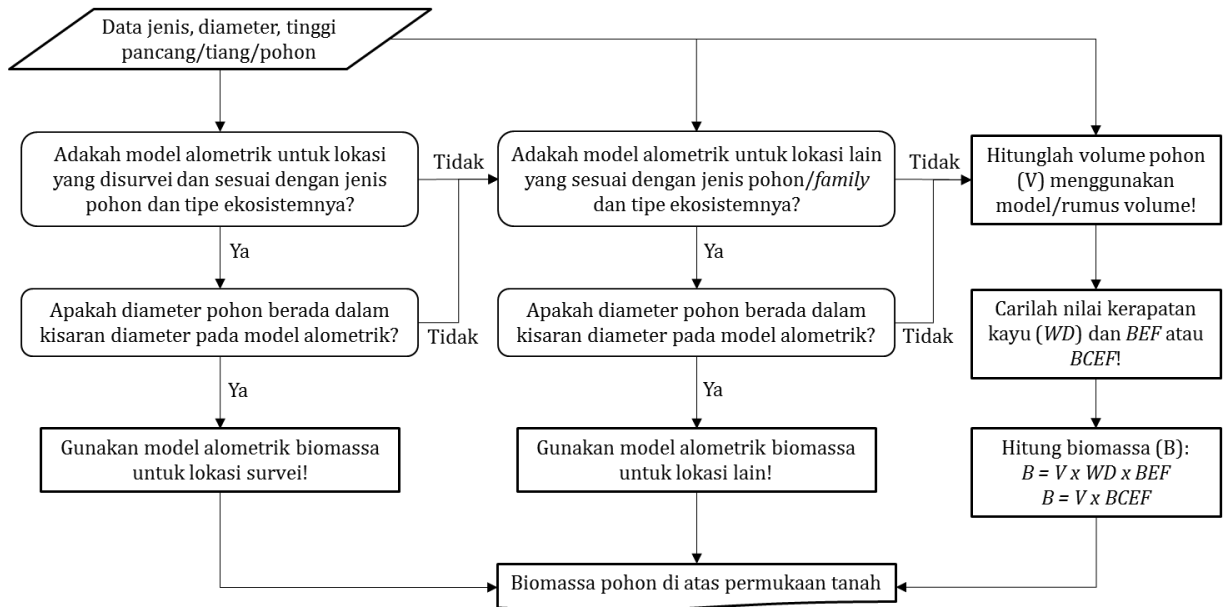 Data jenis, diameter, tinggi
pancang/tiang/pohon
Adakah model alometrik untuk lokasi
yang disurvei dan sesuai dengan jenis
pohon dan tipe ekosistemnya?
Tidak
Adakah model alometrik untuk lokasi lain
yang sesuai dengan jenis pohon/family
dan tipe ekosistemnya?
Tidak
Hitunglah volume pohon
(V) menggunakan
model/rumus volume!
Ya
Ya
Apakah diameter pohon berada dalam
kisaran diameter pada model alometrik?
Tidak
Apakah diameter pohon berada dalam
kisaran diameter pada model alometrik?
Tidak
Carilah nilai kerapatan
kayu (WD) dan BEF atau
BCEF!
Ya
Ya
Gunakan model alometrik biomassa
untuk lokasi survei!
Gunakan model alometrik biomassa
untuk lokasi lain!
Hitung biomassa (B):
B = V x WD x BEF
B = V x BCEF
Biomassa pohon di atas permukaan tanah